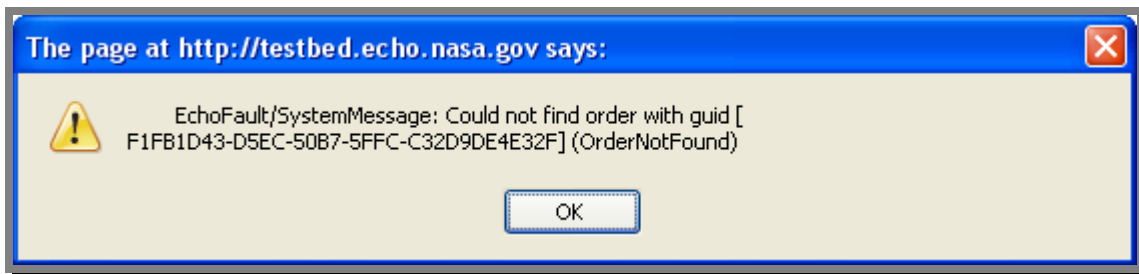 The page at http://testbed.echo.nasa.gov says:
EchoFault/SystemMessage: Could not find order with guid [
F1FB1D43-D5EC-50B7-5FFC-C32D9DE4E32F] (OrderNotFound)
OK